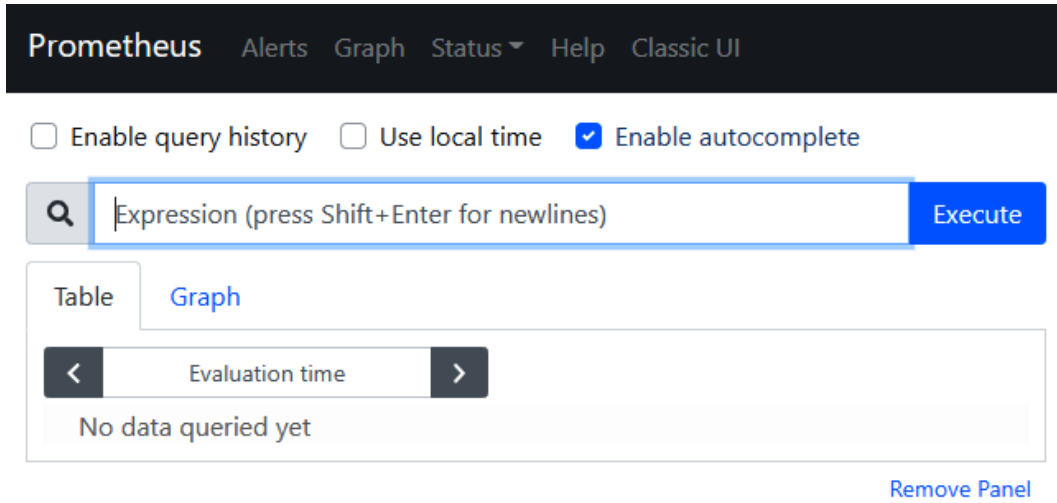 Prometheus Alerts Graph Status Help Classic UI
Enable query history Use local time Enable autocomplete
Expression (press Shift+Enter for newlines) Execute
Table Graph
Evaluation time
No data queried yet
Remove Panel